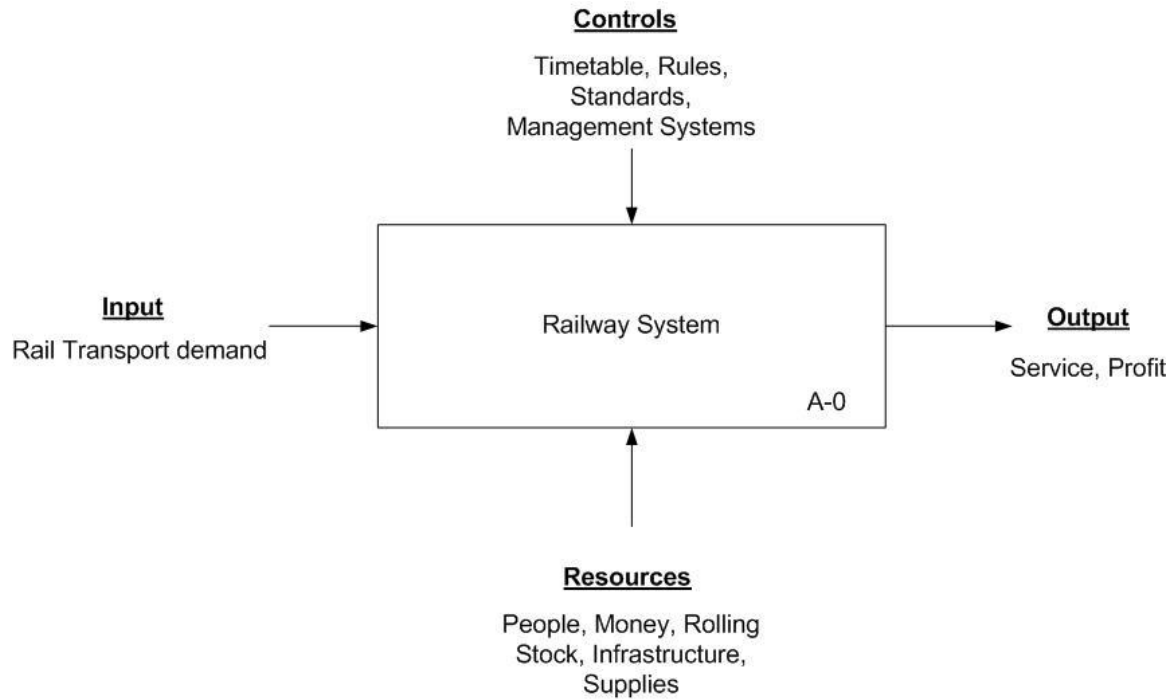 Controls
Timetable, Rules,
Standards,
Management Systems
Input
Rail Transport demand
Railway System
A-0
Output
Service, Profit
Resources
People, Money, Rolling
Stock, Infrastructure,
Supplies